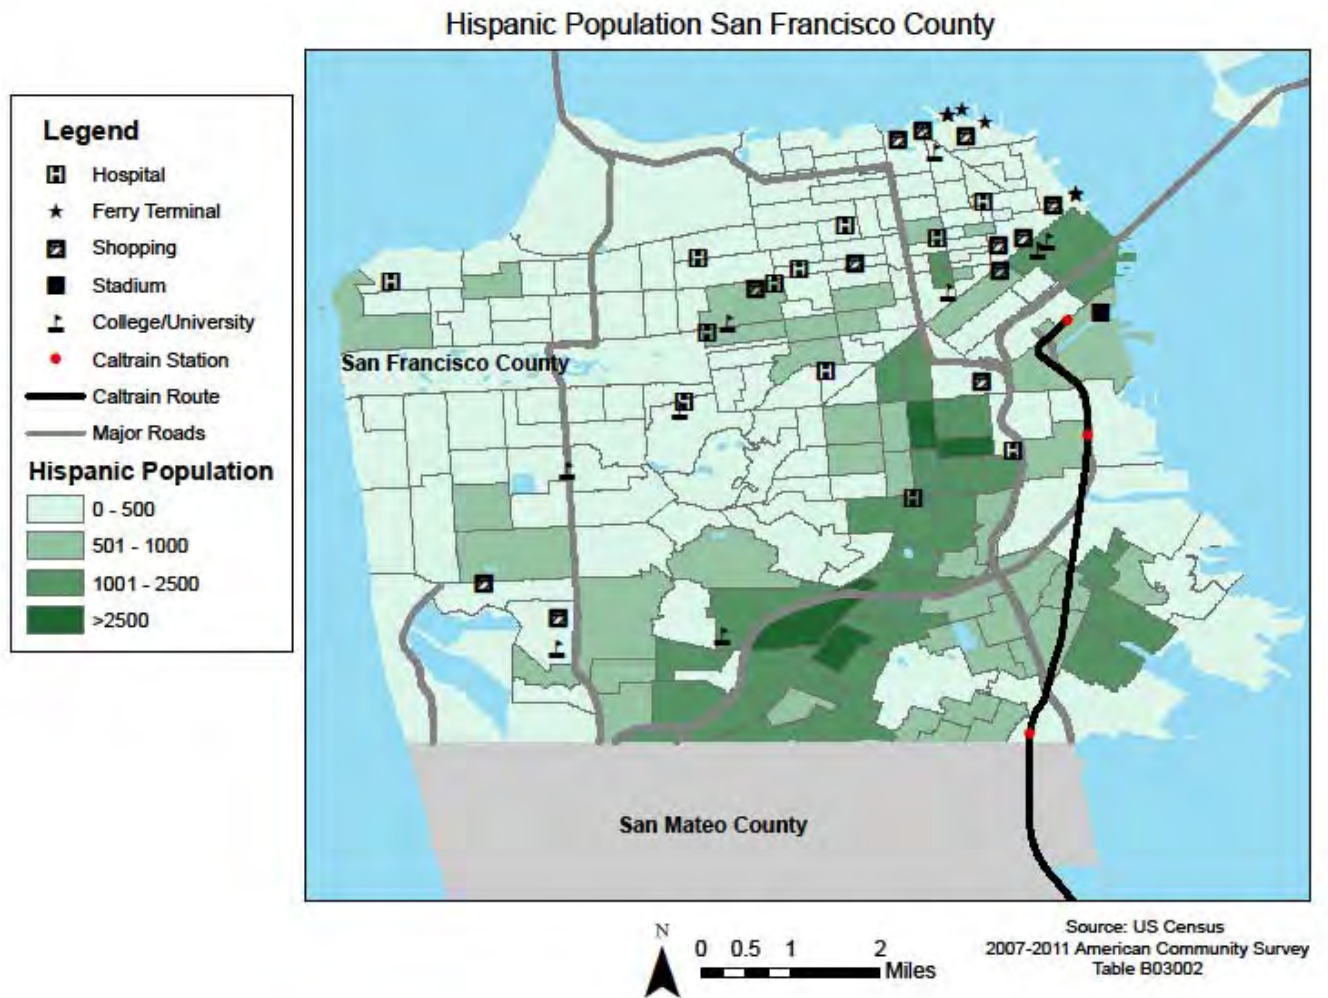 Hispanic Population San Francisco County
Legend
Hospital
Ferry Terminal
Shopping
Stadium
College/University
Caltrain Station
Caltrain Route
Major Roads
Hispanic Population
0 - 500
501 - 1000
1001 - 2500
>2500
San Francisco County
San Mateo County
N
0 0.5 1 2
Miles
Source: US Census
2007-2011 American Community Survey
Table B03002